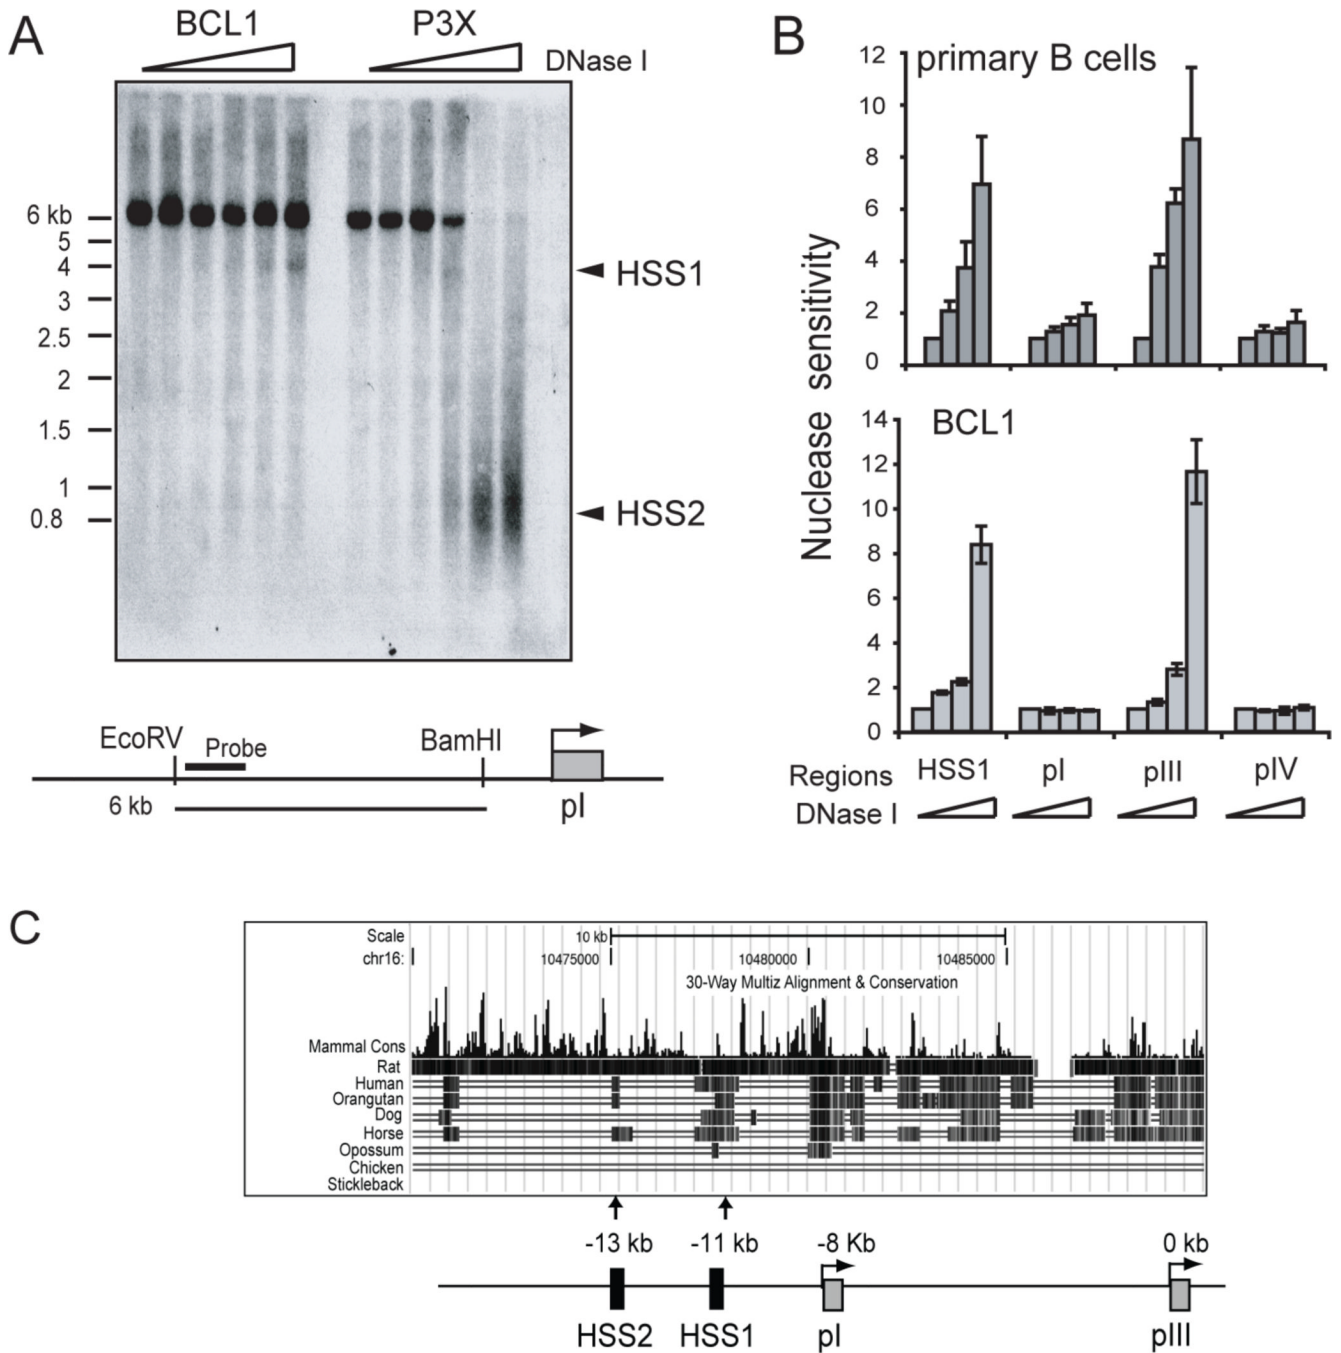 A
BCL1 P3X DNase I
6 kb
5
4
HSS1
3
2.5
2
1.5
1
0.8
HSS2
EcoRV Probe BamHI
6 kb pI
B
Nuclease sensitivity
primary B cells
12
10
8
6
4
2
0
BCL1
14
12
10
8
6
4
2
0
Regions HSS1 pI pIII pIV
DNase I
C
Scale 10 kb
chr16: 10475000 10480000 10485000
30-Way Multiz Alignment & Conservation
Mammal Cons
Rat
Human
Orangutan
Dog
Horse
Opossum
Chicken
Stickleback
-13 kb -11 kb -8 Kb 0 kb
HSS2 HSS1 pI pIII